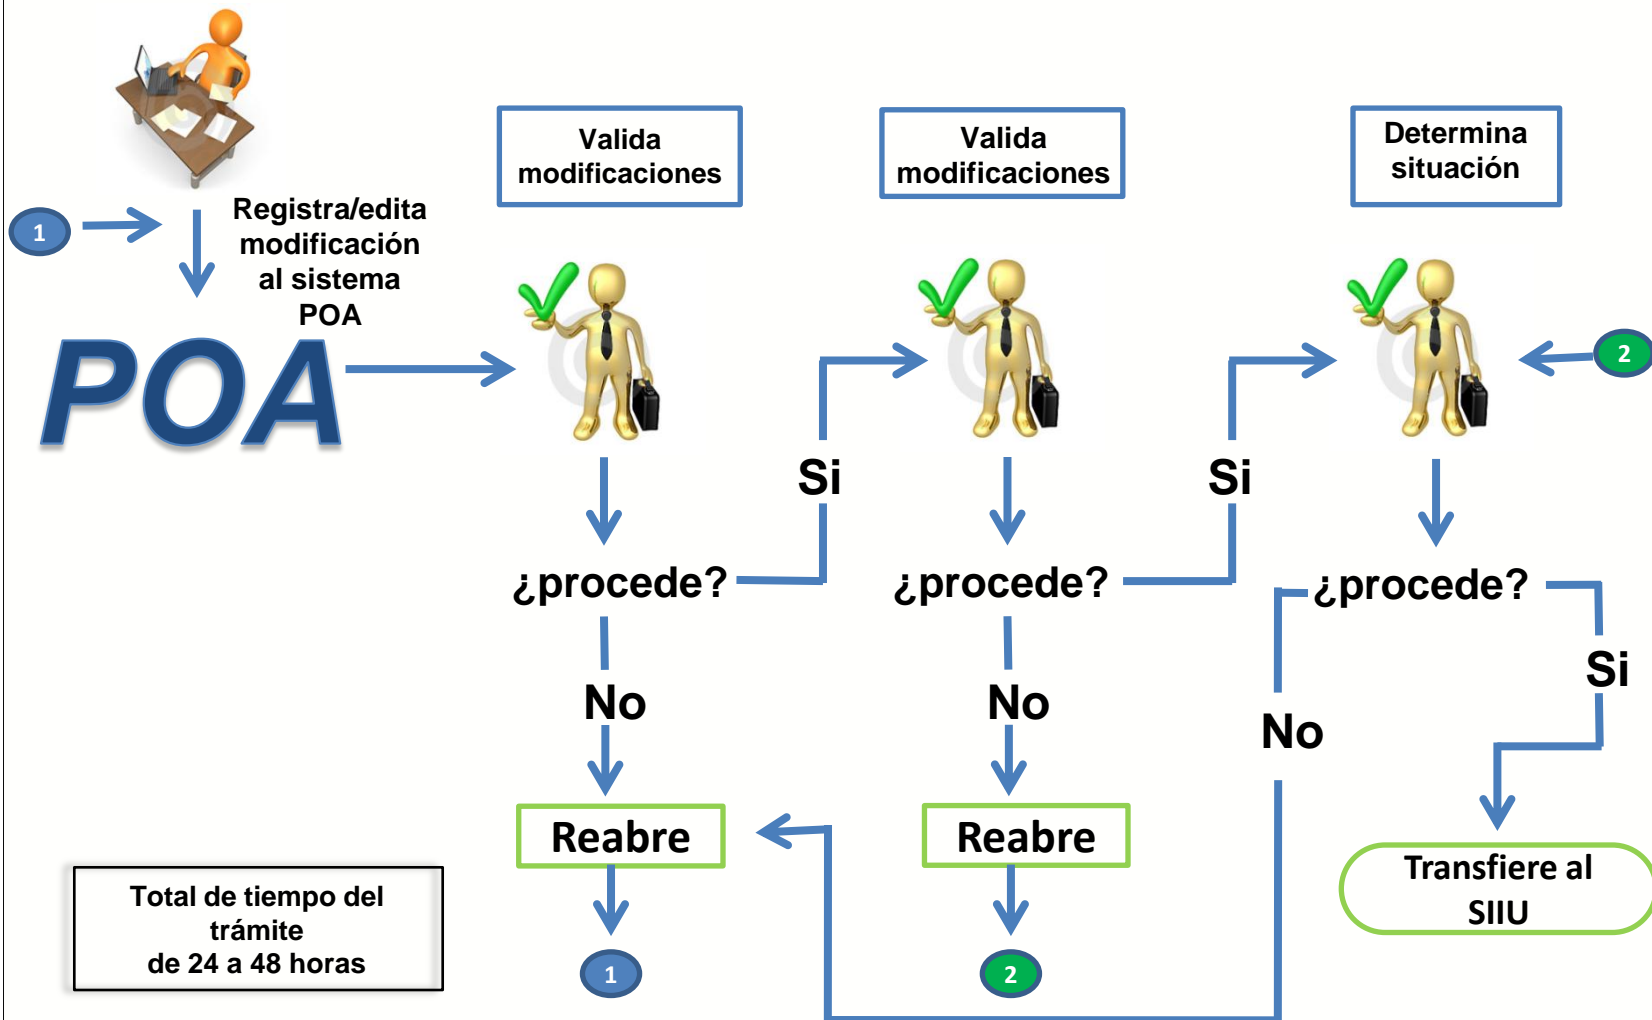 Valida
modificaciones
Valida
modificaciones
Determina
situación
1
Registra/edita
modificación
al sistema
POA
POA
2
Si
Si
¿procede?
¿procede?
¿procede?
Si
No
No
No
Reabre
Reabre
Transfiere al
SIIU
Total de tiempo del
trámite
de 24 a 48 horas
1
2